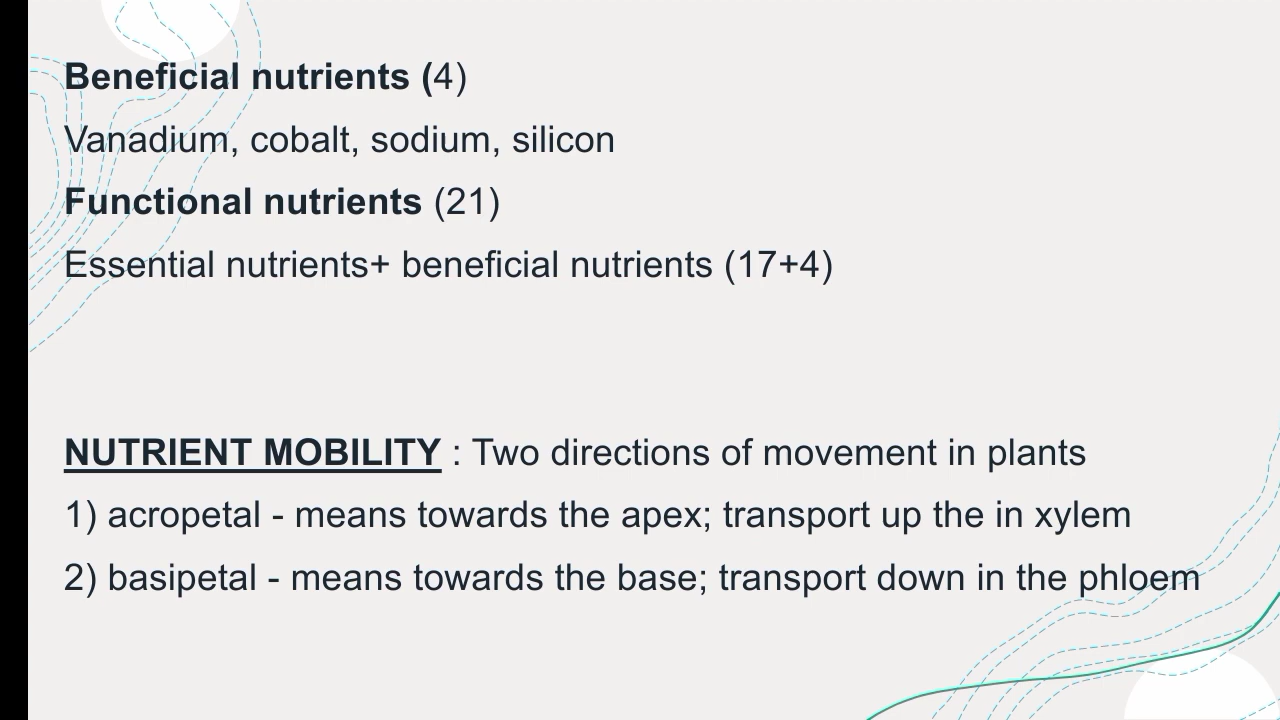 Beneficial nutrients (4)
Vanadium, cobalt, sodium, silicon
Functional nutrients (21)
Essential nutrients+ beneficial nutrients (17+4)
NUTRIENT MOBILITY : Two directions of movement in plants
1) acropetal - means towards the apex; transport up the in xylem
2) basipetal - means towards the base; transport down in the phloem